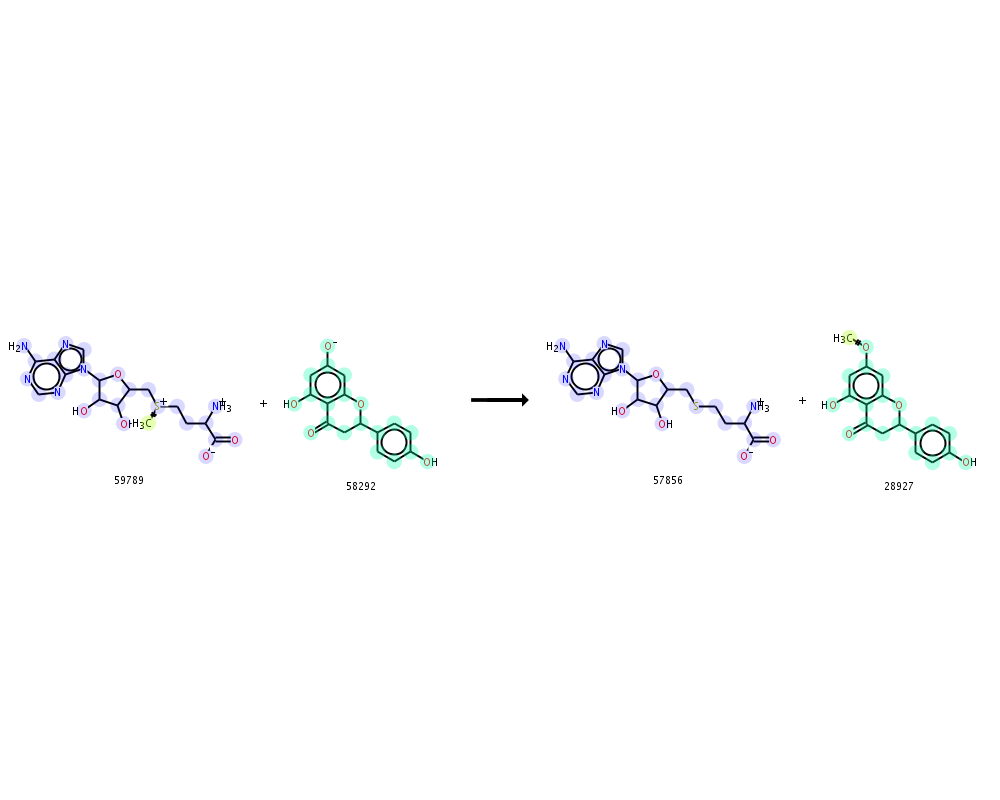 H₂N N N N N O HO OH S⁺ H₃C NH₃⁺ O O⁻
+
O⁻ HO O O OH
H₂N N N N N O HO OH S NH₃⁺ O O⁻
+
H₃C O HO O O OH
59789
58292
57856
28927